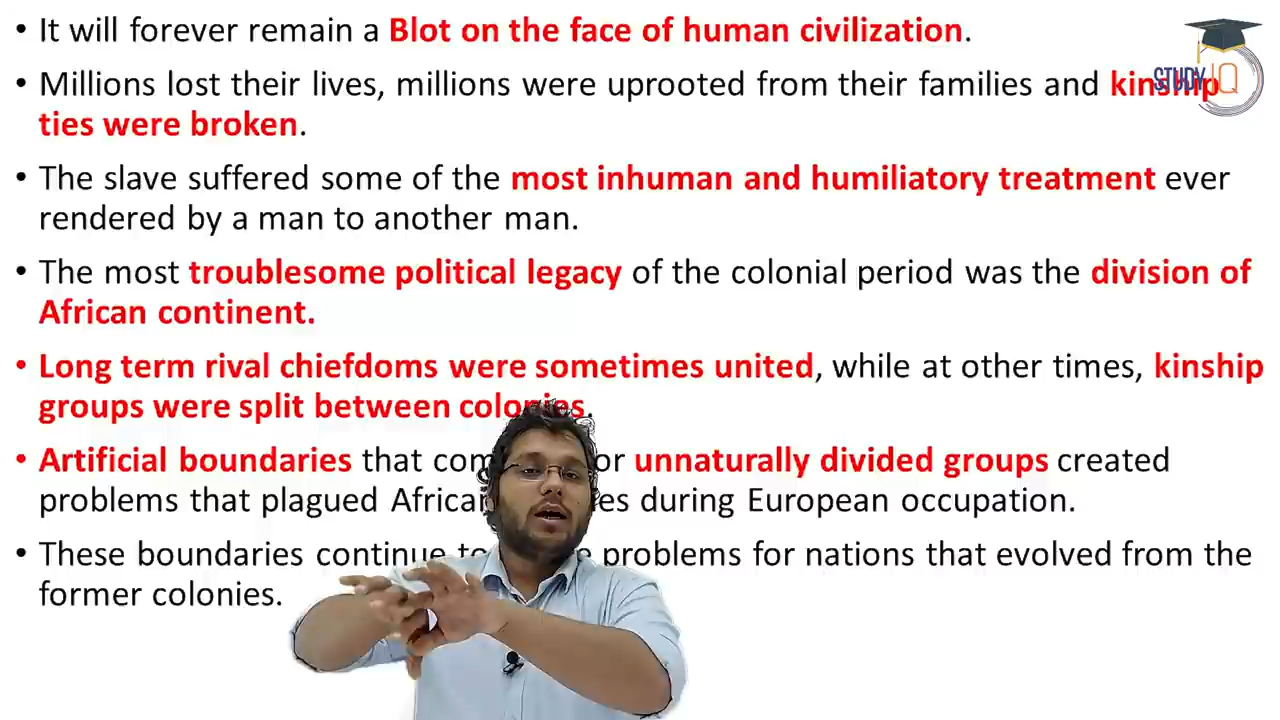 • It will forever remain a Blot on the face of human civilization.
• Millions lost their lives, millions were uprooted from their families and kinship
ties were broken.
• The slave suffered some of the most inhuman and humiliatory treatment ever
rendered by a man to another man.
• The most troublesome political legacy of the colonial period was the division of
African continent.
• Long term rival chiefdoms were sometimes united, while at other times, kinship
groups were split between colonies.
• Artificial boundaries that or unnaturally divided groups created
problems that plagued African during European occupation.
• These boundaries continue to problems for nations that evolved from the
former colonies.
STUDY IQ